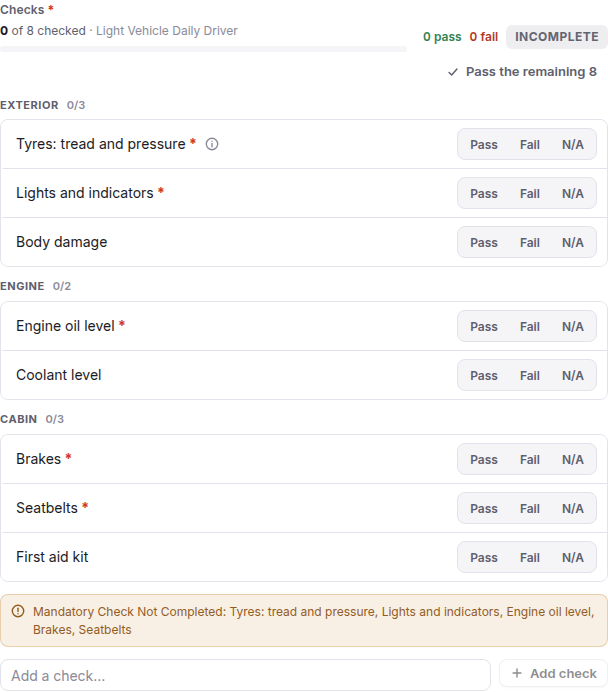 Checks *
0 of 8 checked · Light Vehicle Daily Driver
0 pass 0 fail INCOMPLETE
Pass the remaining 8
EXTERIOR 0/3
Tyres: tread and pressure * Pass Fail N/A
Lights and indicators * Pass Fail N/A
Body damage Pass Fail N/A
ENGINE 0/2
Engine oil level * Pass Fail N/A
Coolant level Pass Fail N/A
CABIN 0/3
Brakes * Pass Fail N/A
Seatbelts * Pass Fail N/A
First aid kit Pass Fail N/A
Mandatory Check Not Completed: Tyres: tread and pressure, Lights and indicators, Engine oil level,
Brakes, Seatbelts
Add a check... + Add check